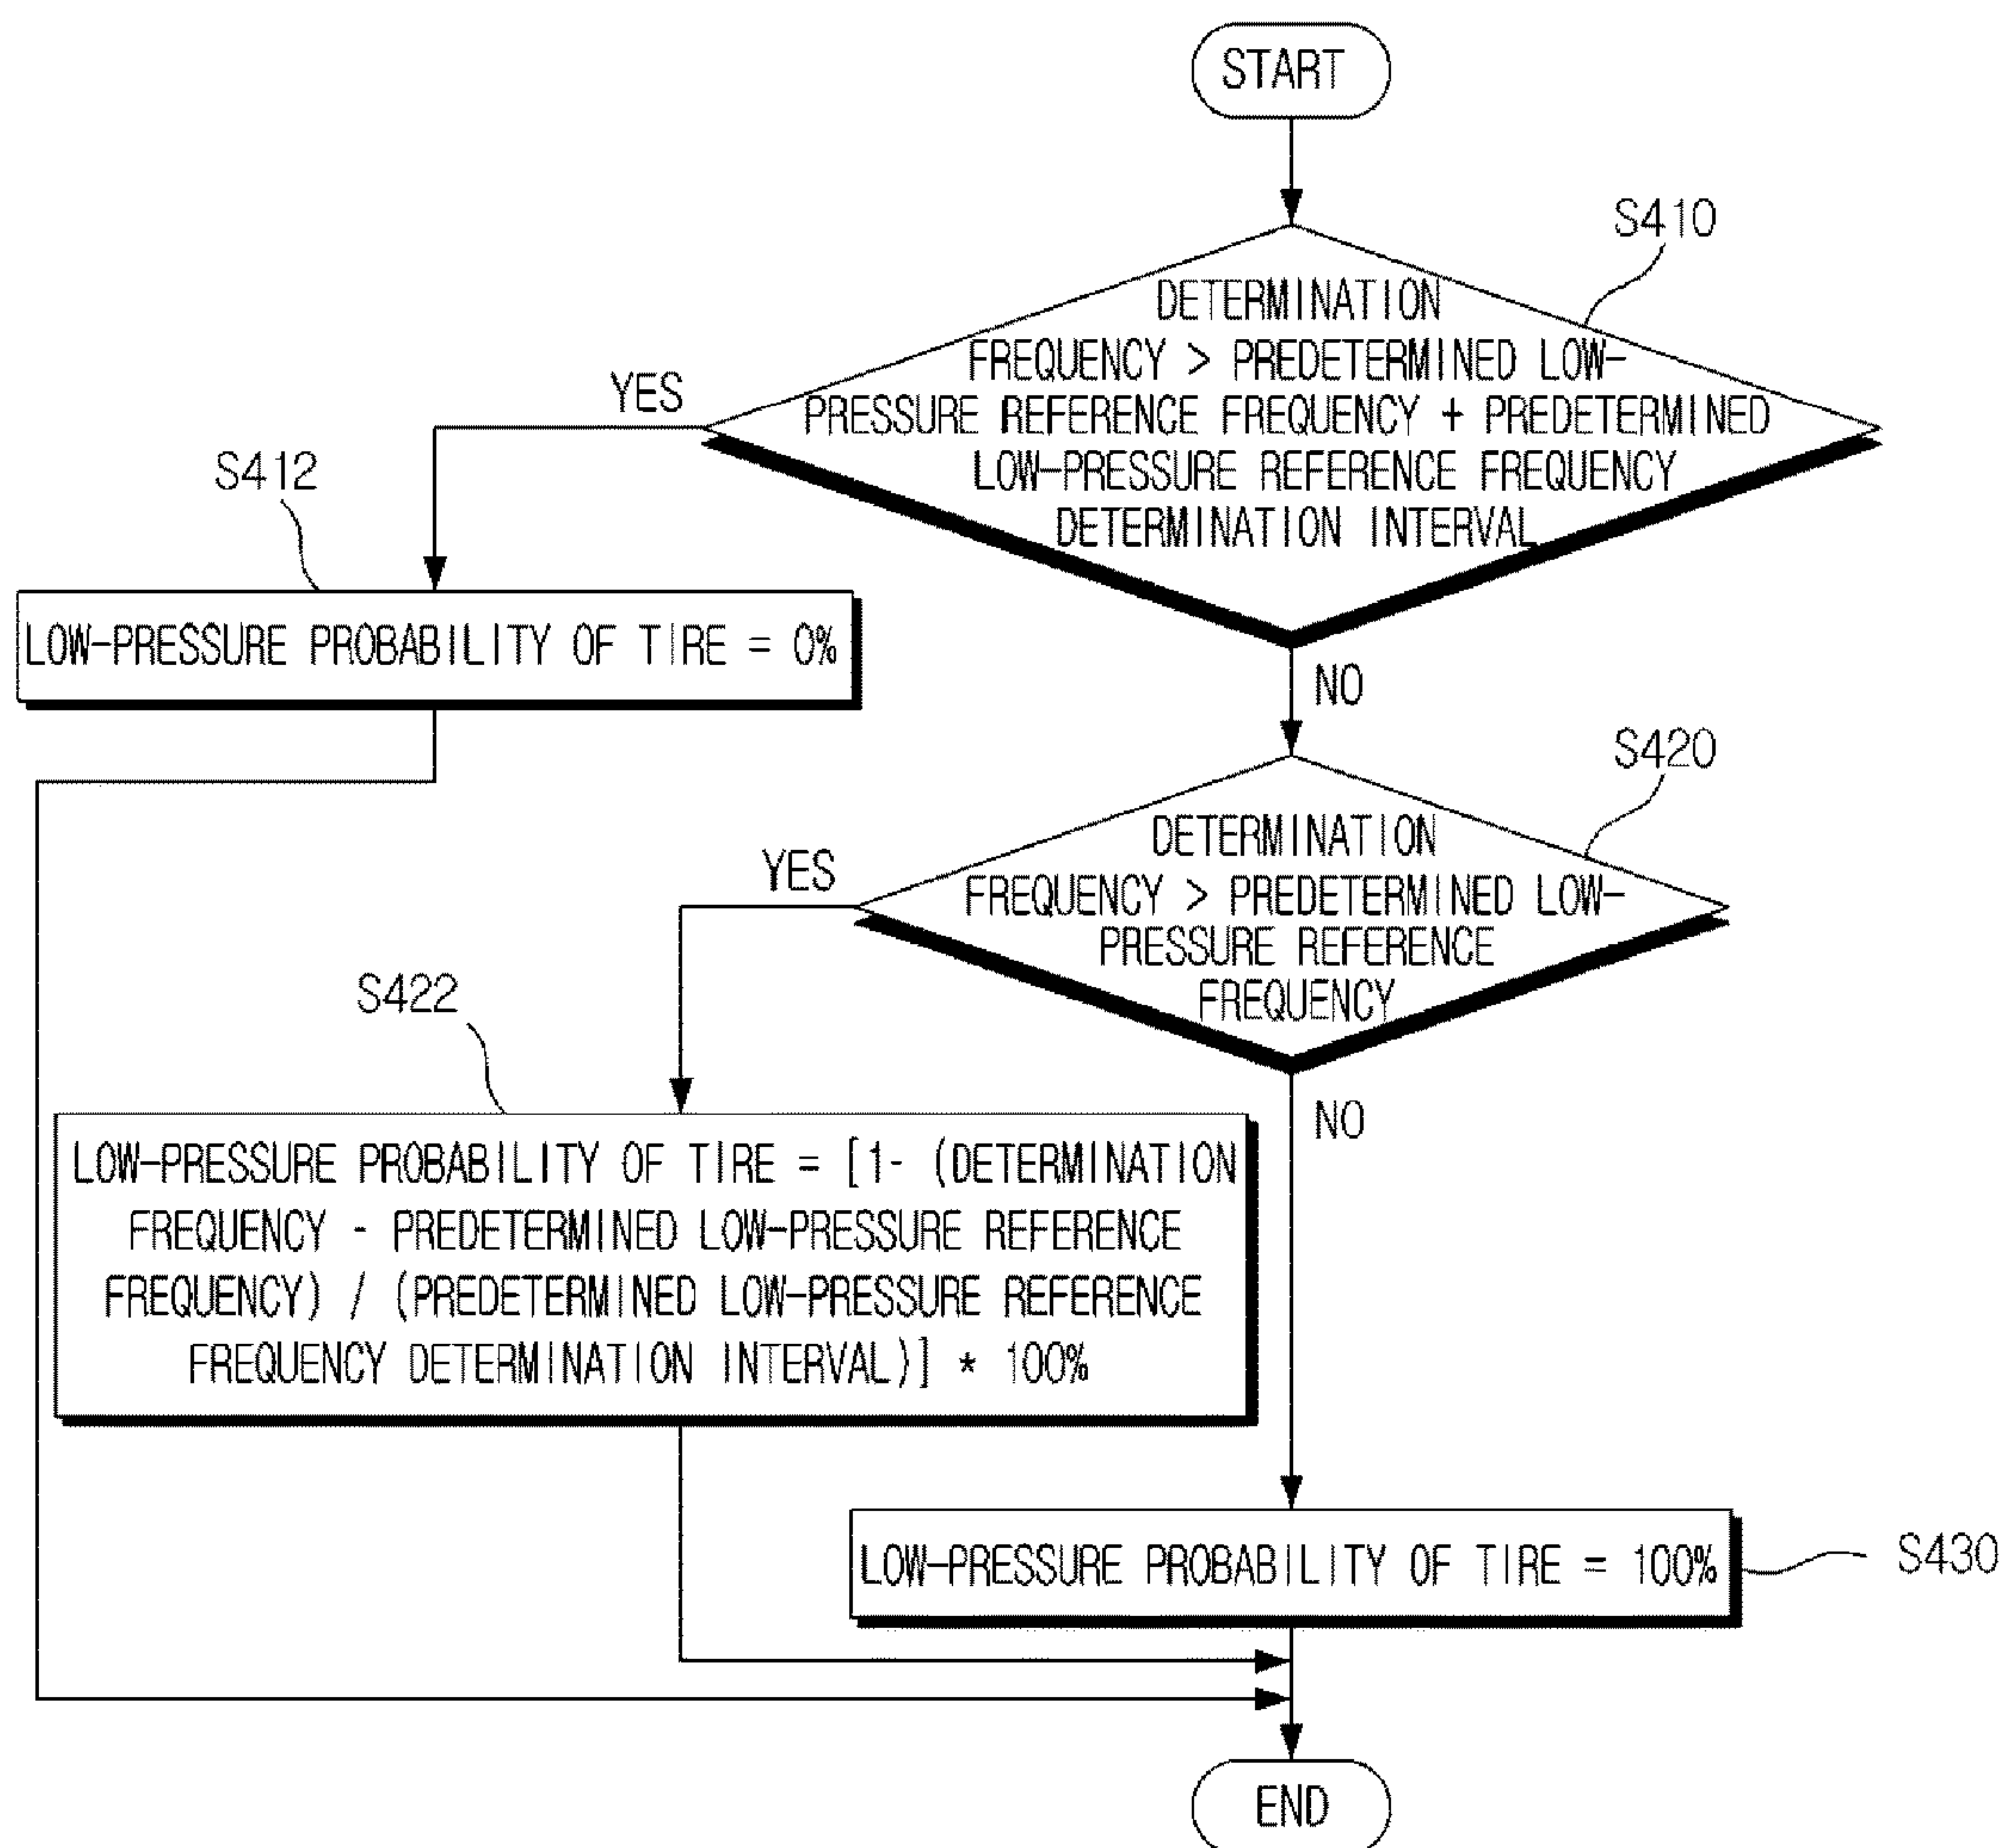 START
S410
DETERMINATION
FREQUENCY > PREDETERMINED LOW-
PRESSURE REFERENCE FREQUENCY + PREDETERMINED
LOW-PRESSURE REFERENCE FREQUENCY
DETERMINATION INTERVAL
YES
S412
LOW-PRESSURE PROBABILITY OF TIRE = 0%
NO
S420
DETERMINATION
FREQUENCY > PREDETERMINED LOW-
PRESSURE REFERENCE
FREQUENCY
YES
S422
LOW-PRESSURE PROBABILITY OF TIRE = [1- (DETERMINATION
FREQUENCY - PREDETERMINED LOW-PRESSURE REFERENCE
FREQUENCY) / (PREDETERMINED LOW-PRESSURE REFERENCE
FREQUENCY DETERMINATION INTERVAL)] * 100%
NO
LOW-PRESSURE PROBABILITY OF TIRE = 100%
S430
END